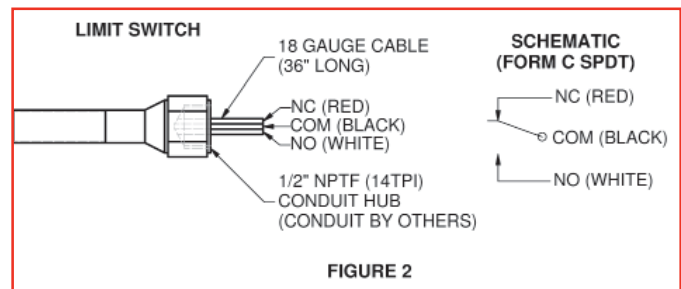 LIMIT SWITCH
18 GAUGE CABLE
(36" LONG)
NC (RED)
COM (BLACK)
NO (WHITE)
1/2" NPTF (14TPI)
CONDUIT HUB
(CONDUIT BY OTHERS)
SCHEMATIC
(FORM C SPDT)
NC (RED)
COM (BLACK)
NO (WHITE)
FIGURE 2